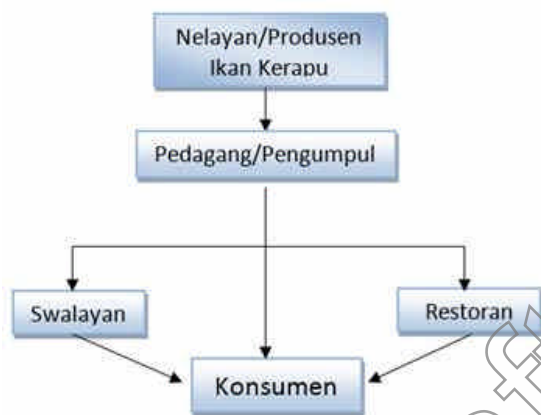 Nelayan/Produsen
Ikan Kerapu
Pedagang/Pengumpul
Swalayan
Restoran
Konsumen